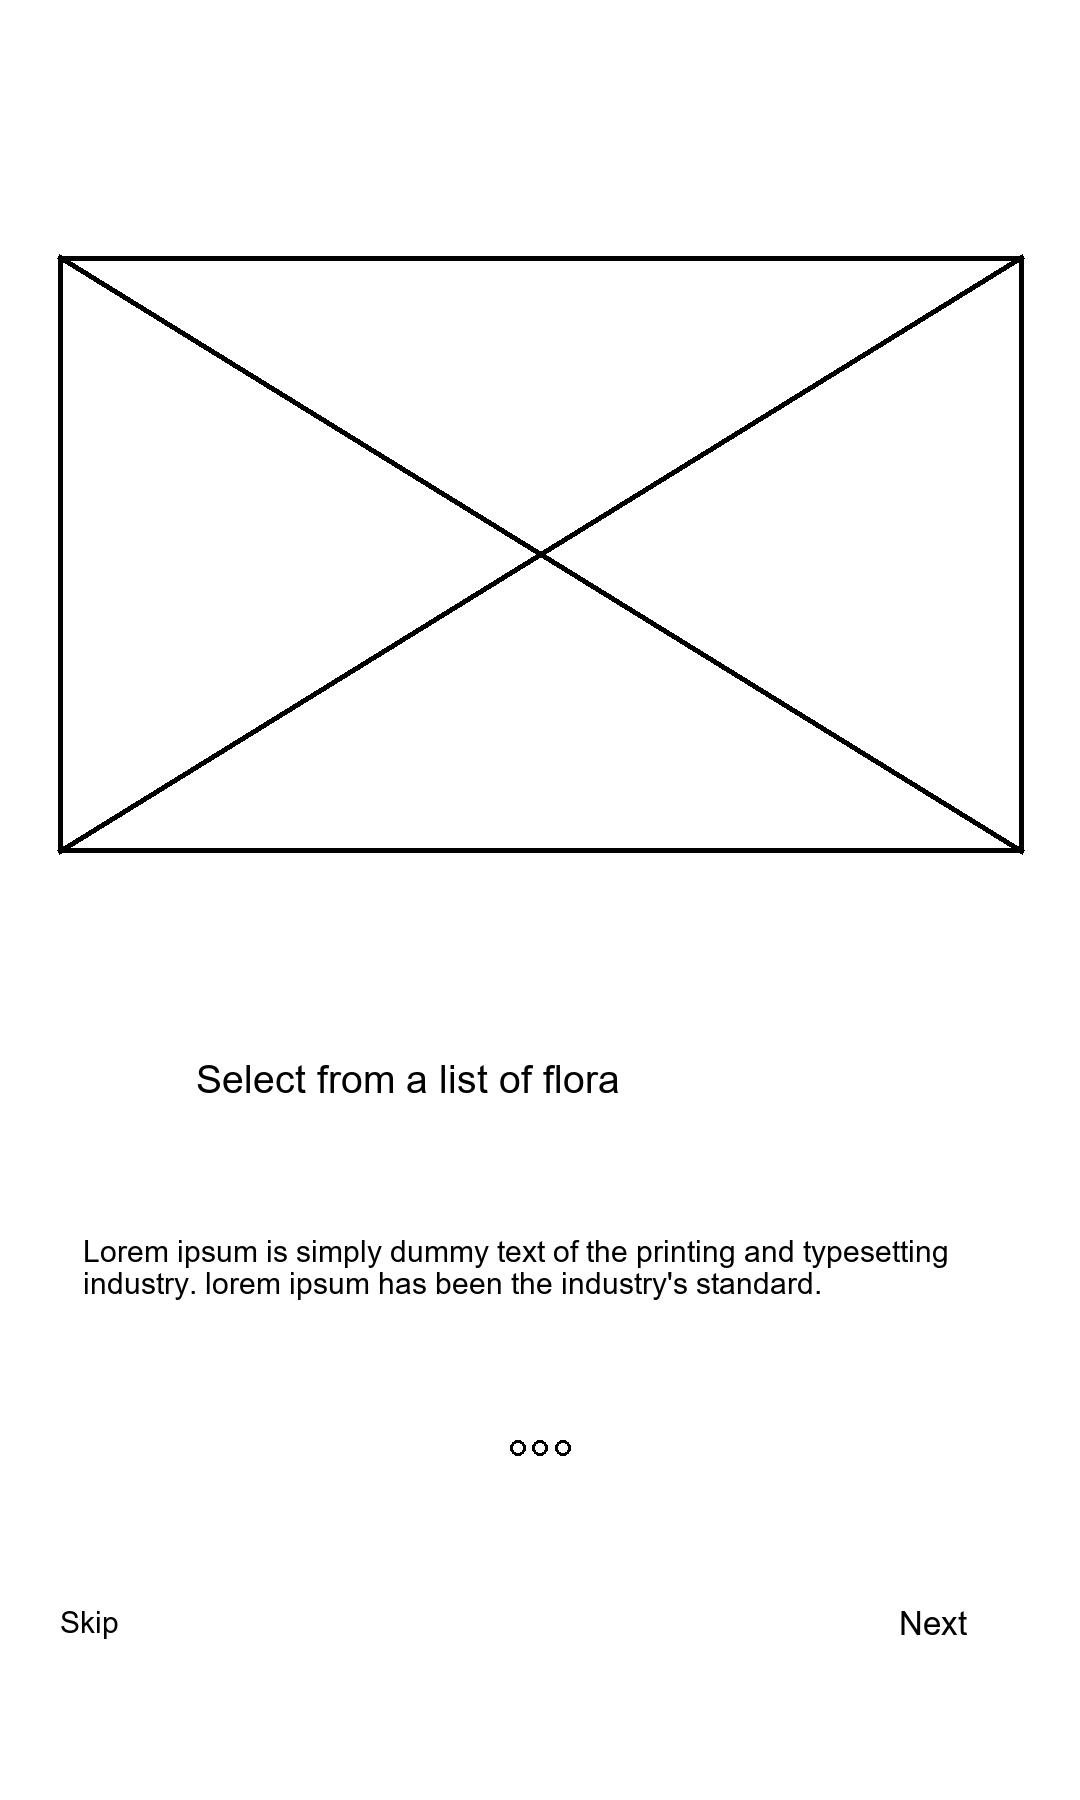 Select from a list of flora
Lorem ipsum is simply dummy text of the printing and typesetting
industry. lorem ipsum has been the industry's standard.
Skip
Next